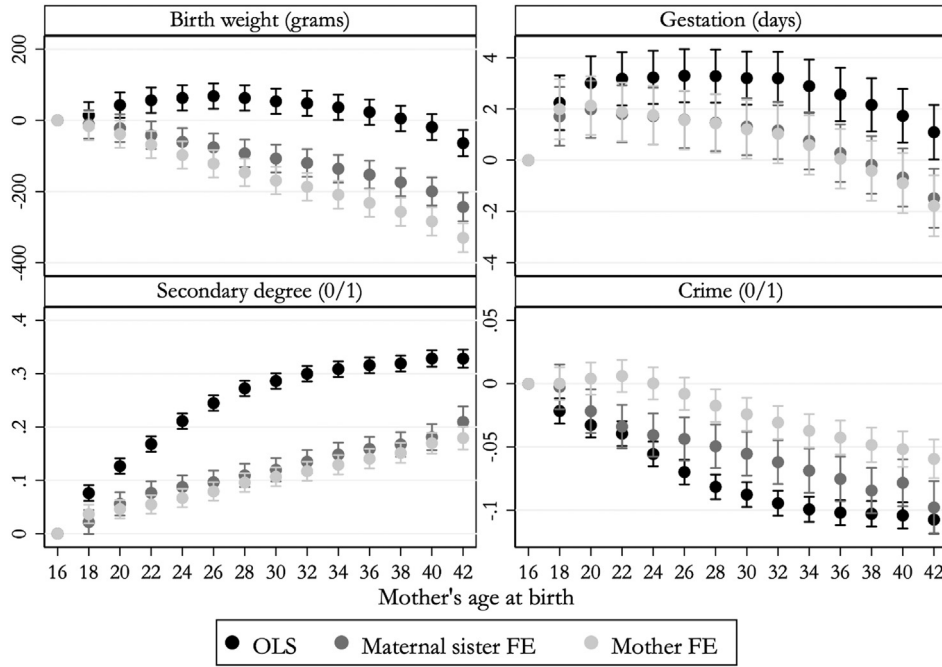 Birth weight (grams)
Gestation (days)
200
0
-200
-400
4
2
0
-2
-4
Secondary degree (0/1)
Crime (0/1)
.4
.3
.2
.1
0
.05
0
-.05
-.1
16 18 20 22 24 26 28 30 32 34 36 38 40 42
16 18 20 22 24 26 28 30 32 34 36 38 40 42
Mother's age at birth
OLS Maternal sister FE Mother FE